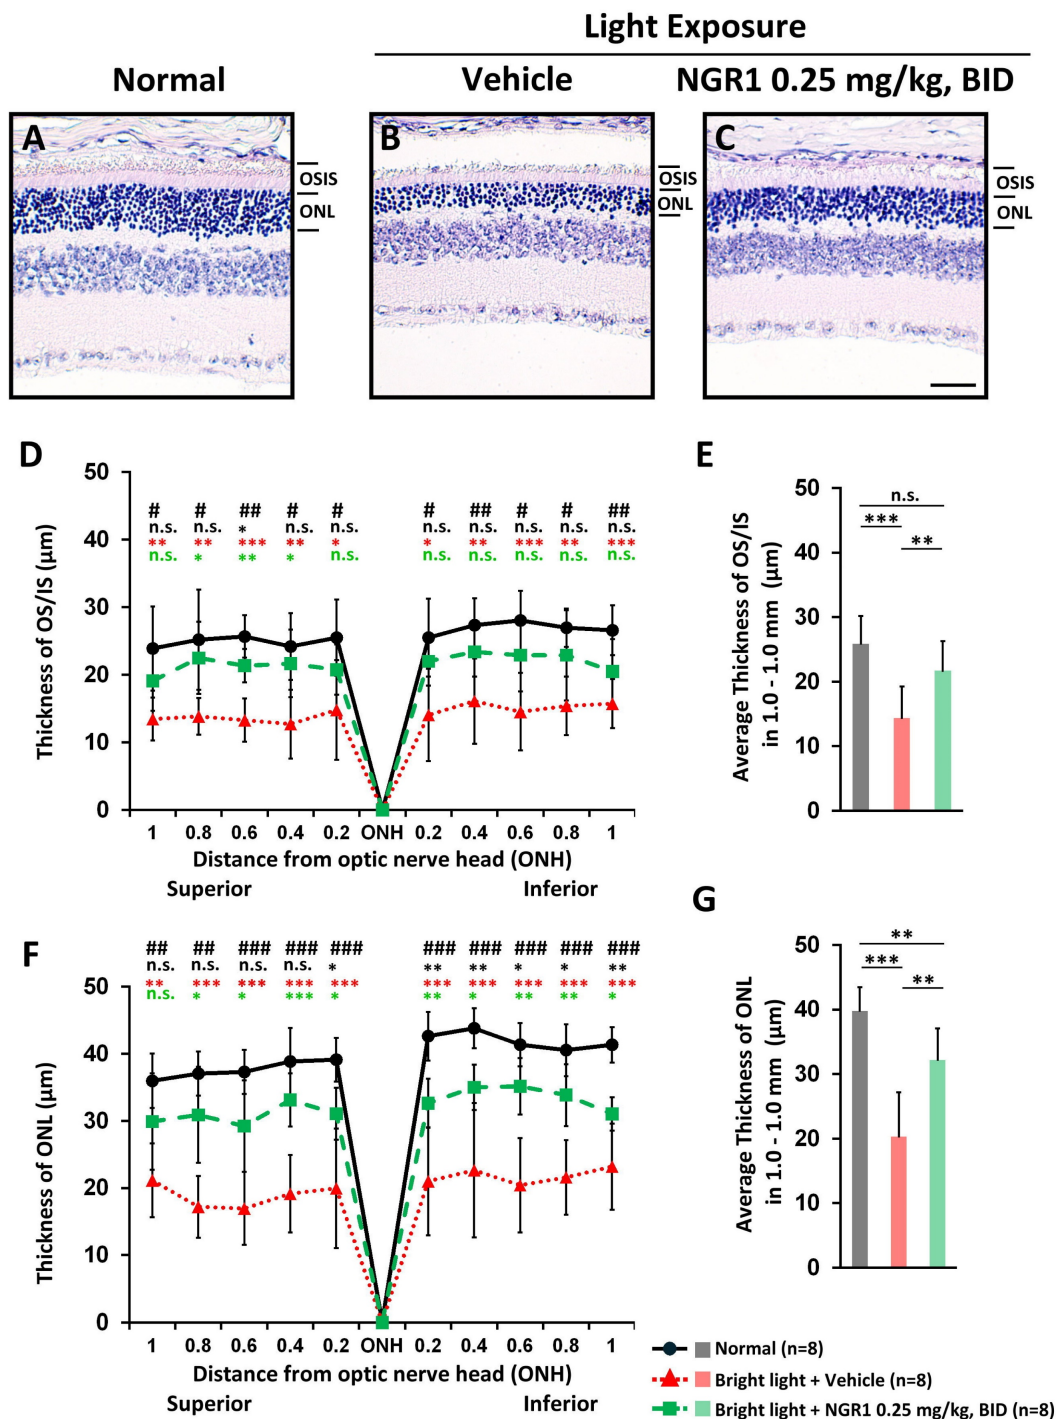 Light Exposure
Normal
Vehicle
NGR1 0.25 mg/kg, BID
A
OSIS
ONL
B
OSIS
ONL
C
OSIS
ONL
D
Thickness of OS/IS (μm)
50
40
30
20
10
0
# # ## # # # ## # # ##
n.s. n.s. * n.s. n.s. n.s. n.s. n.s. n.s. n.s.
** ** *** ** * * ** *** ** ***
n.s. * ** * n.s. n.s. n.s. n.s. n.s. n.s.
1 0.8 0.6 0.4 0.2 ONH 0.2 0.4 0.6 0.8 1
Distance from optic nerve head (ONH)
Superior Inferior
E
Average Thickness of OS/IS
in 1.0 - 1.0 mm (μm)
50
40
30
20
10
0
n.s.
***
**
F
Thickness of ONL (μm)
## ## ### ### ### ### ### ### ### ###
n.s. n.s. n.s. n.s. * ** ** * * **
** *** *** *** *** *** *** *** *** ***
n.s. * * *** * ** * ** ** *
50
40
30
20
10
0
1 0.8 0.6 0.4 0.2 ONH 0.2 0.4 0.6 0.8 1
Distance from optic nerve head (ONH)
Superior Inferior
G
Average Thickness of ONL
in 1.0 - 1.0 mm (μm)
50
40
30
20
10
0
**
***
**
Normal (n=8)
Bright light + Vehicle (n=8)
Bright light + NGR1 0.25 mg/kg, BID (n=8)